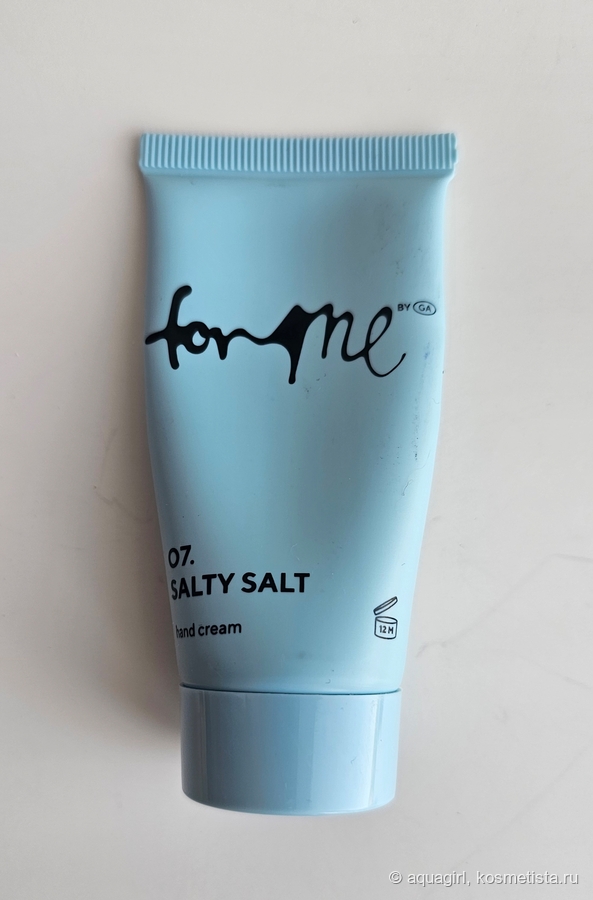 for me BY GA
07.
SALTY SALT
hand cream
12 M
© aquagirl, kosmetista.ru